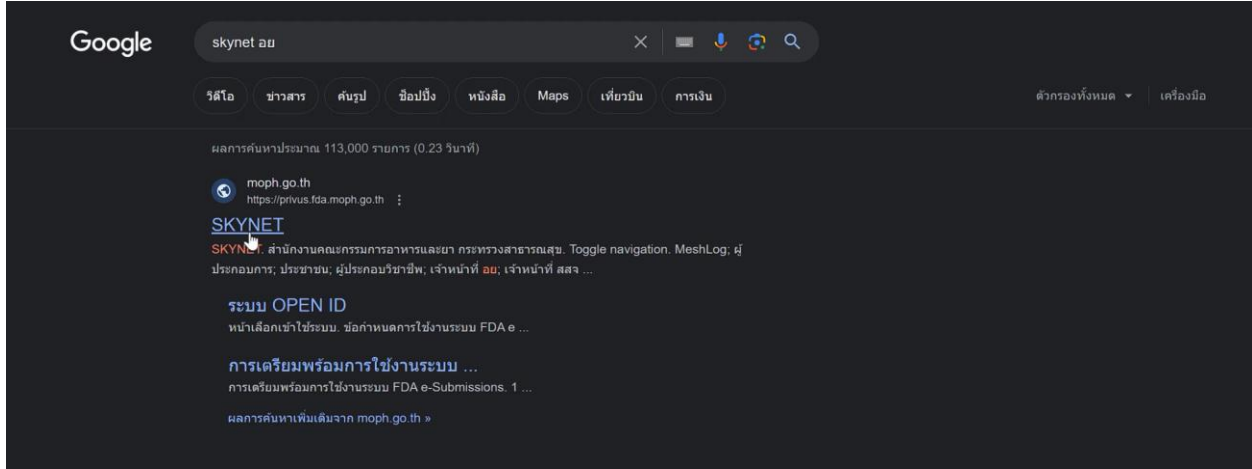 Google
skynet อย
วิดีโอ ข่าวสาร ค้นรูป ช็อปปิ้ง หนังสือ Maps เที่ยวบิน การเงิน ตัวกรองทั้งหมด เครื่องมือ
ผลการค้นหาประมาณ 113,000 รายการ (0.23 วินาที)
moph.go.th
https://privus.fda.moph.go.th
SKYNET
SKYNET. สำนักงานคณะกรรมการอาหารและยา กระทรวงสาธารณสุข. Toggle navigation. MeshLog; ผู้
ประกอบการ; ประชาชน; ผู้ประกอบวิชาชีพ; เจ้าหน้าที่ อย; เจ้าหน้าที่ สสจ ...
ระบบ OPEN ID
หน้าเลือกเข้าใช้ระบบ. ข้อกำหนดการใช้งานระบบ FDA e ...
การเตรียมพร้อมการใช้งานระบบ ...
การเตรียมพร้อมการใช้งานระบบ FDA e-Submissions. 1 ...
ผลการค้นหาเพิ่มเติมจาก moph.go.th »